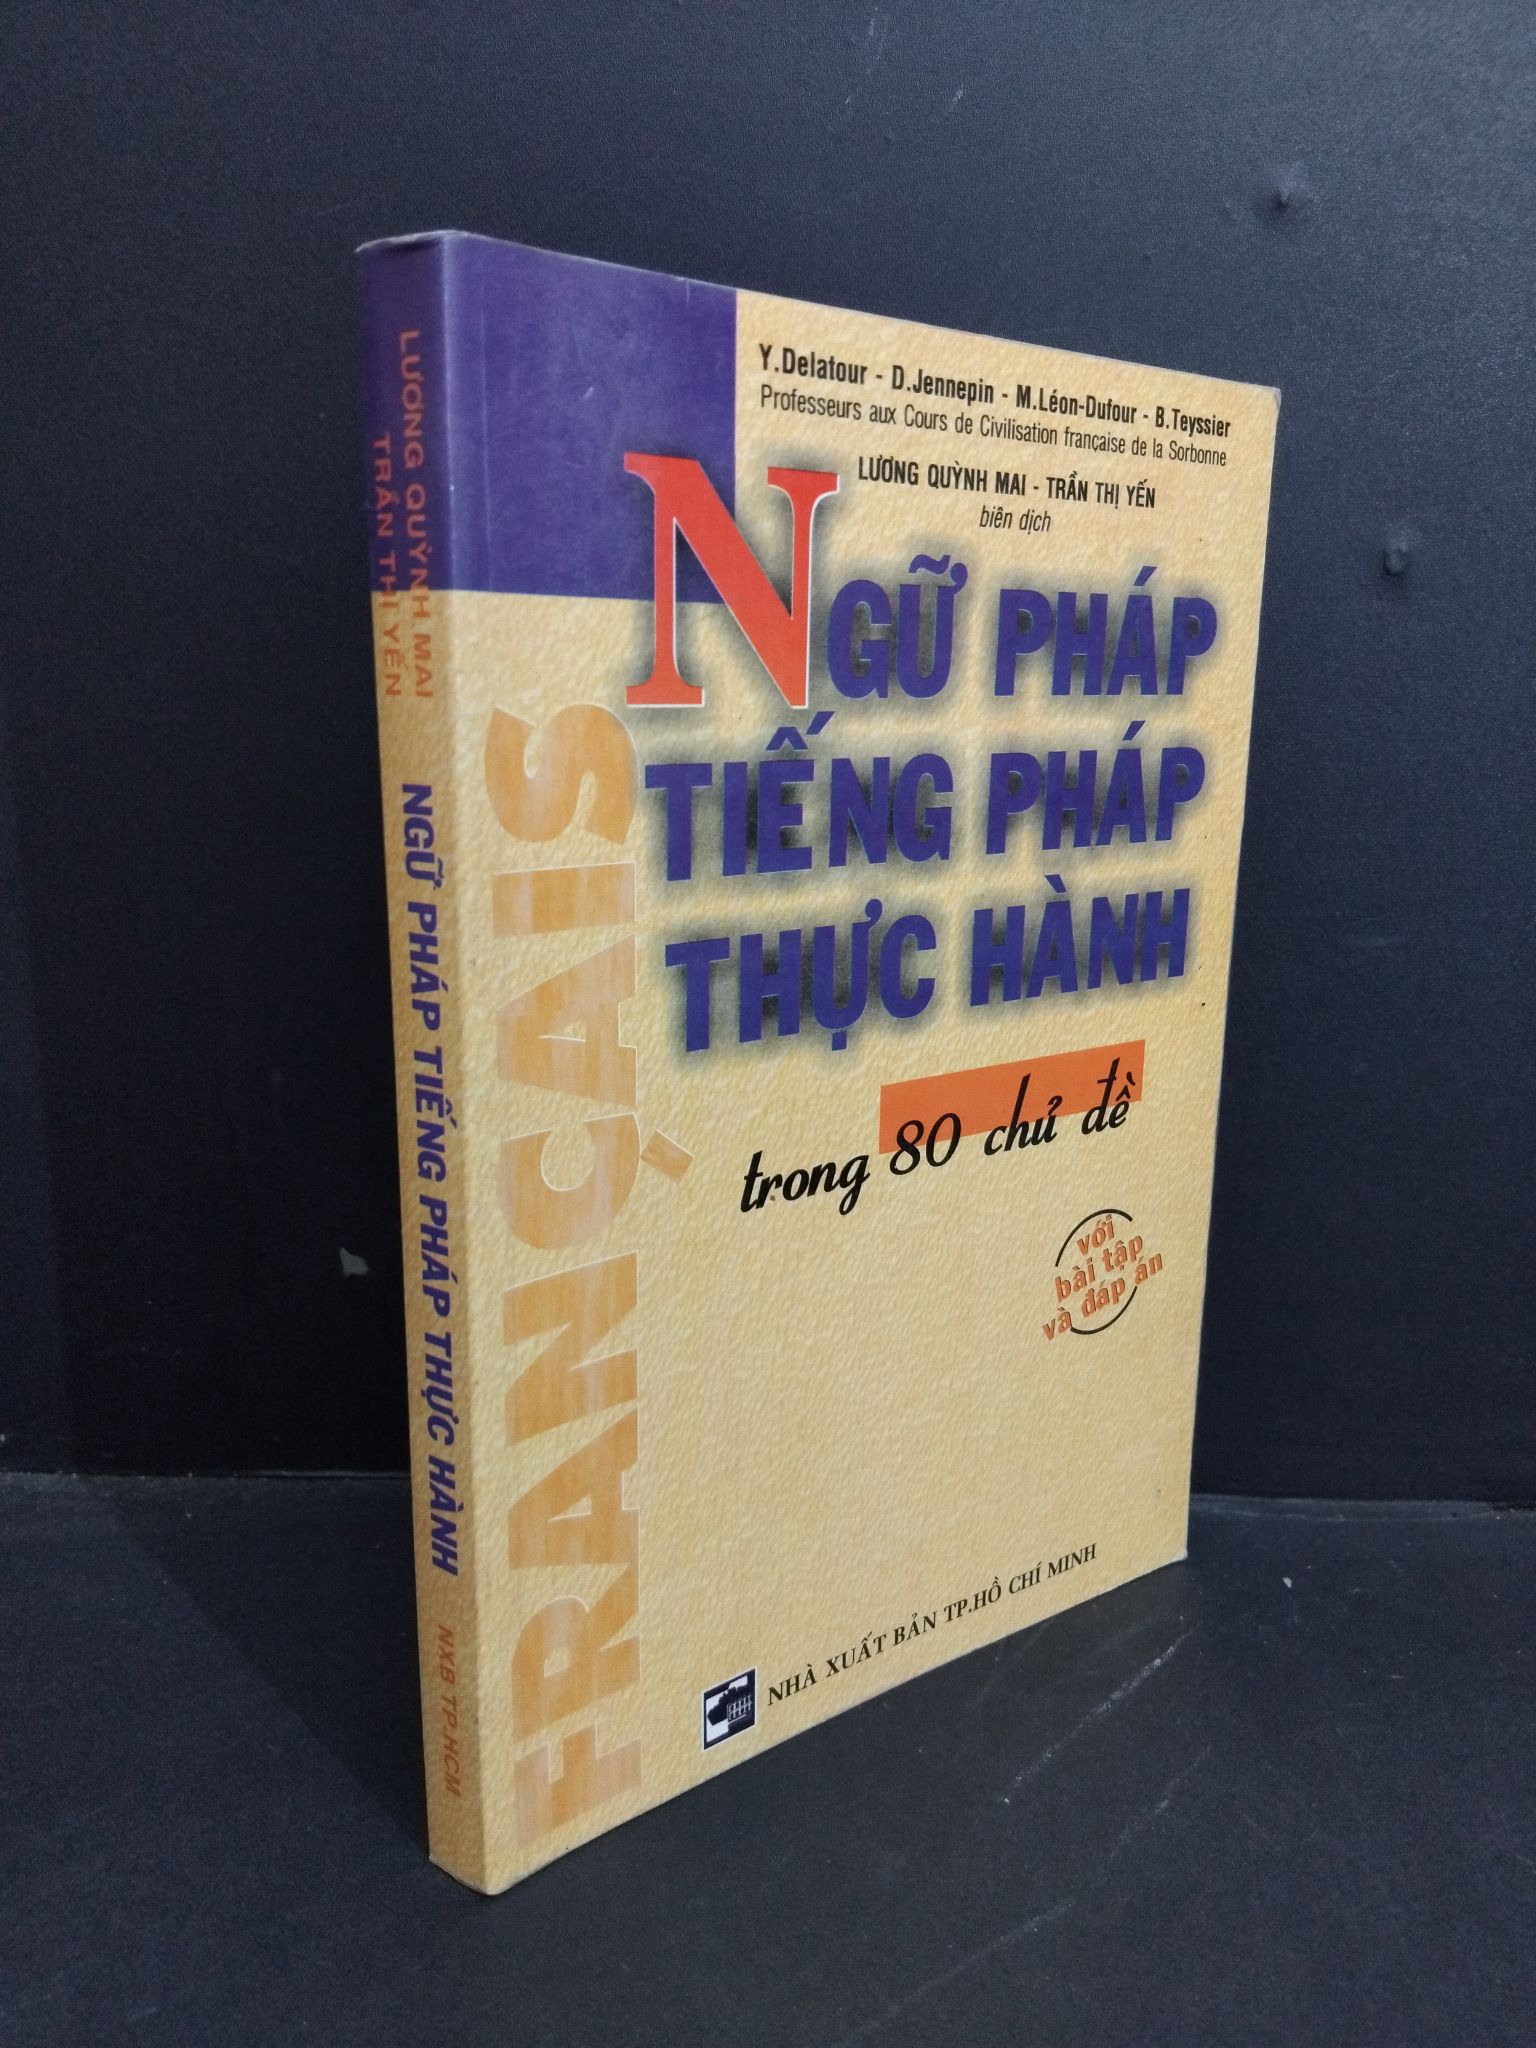 Y.Delatour - D.Jennepin - M.Léon-Dufour - B.Teyssier
Professeurs aux Cours de Civilisation française de la Sorbonne
LƯƠNG QUỲNH MAI - TRẦN THỊ YẾN
biên dịch
NGỮ PHÁP
TIẾNG PHÁP
THỰC HÀNH
trong 80 chủ đề
với
bài tập
và đáp án
NHÀ XUẤT BẢN TP.HỒ CHÍ MINH
FRANÇAIS
LƯƠNG QUỲNH MAI
TRẦN THỊ YẾN
NGỮ PHÁP TIẾNG PHÁP THỰC HÀNH
NXB TP.HCM